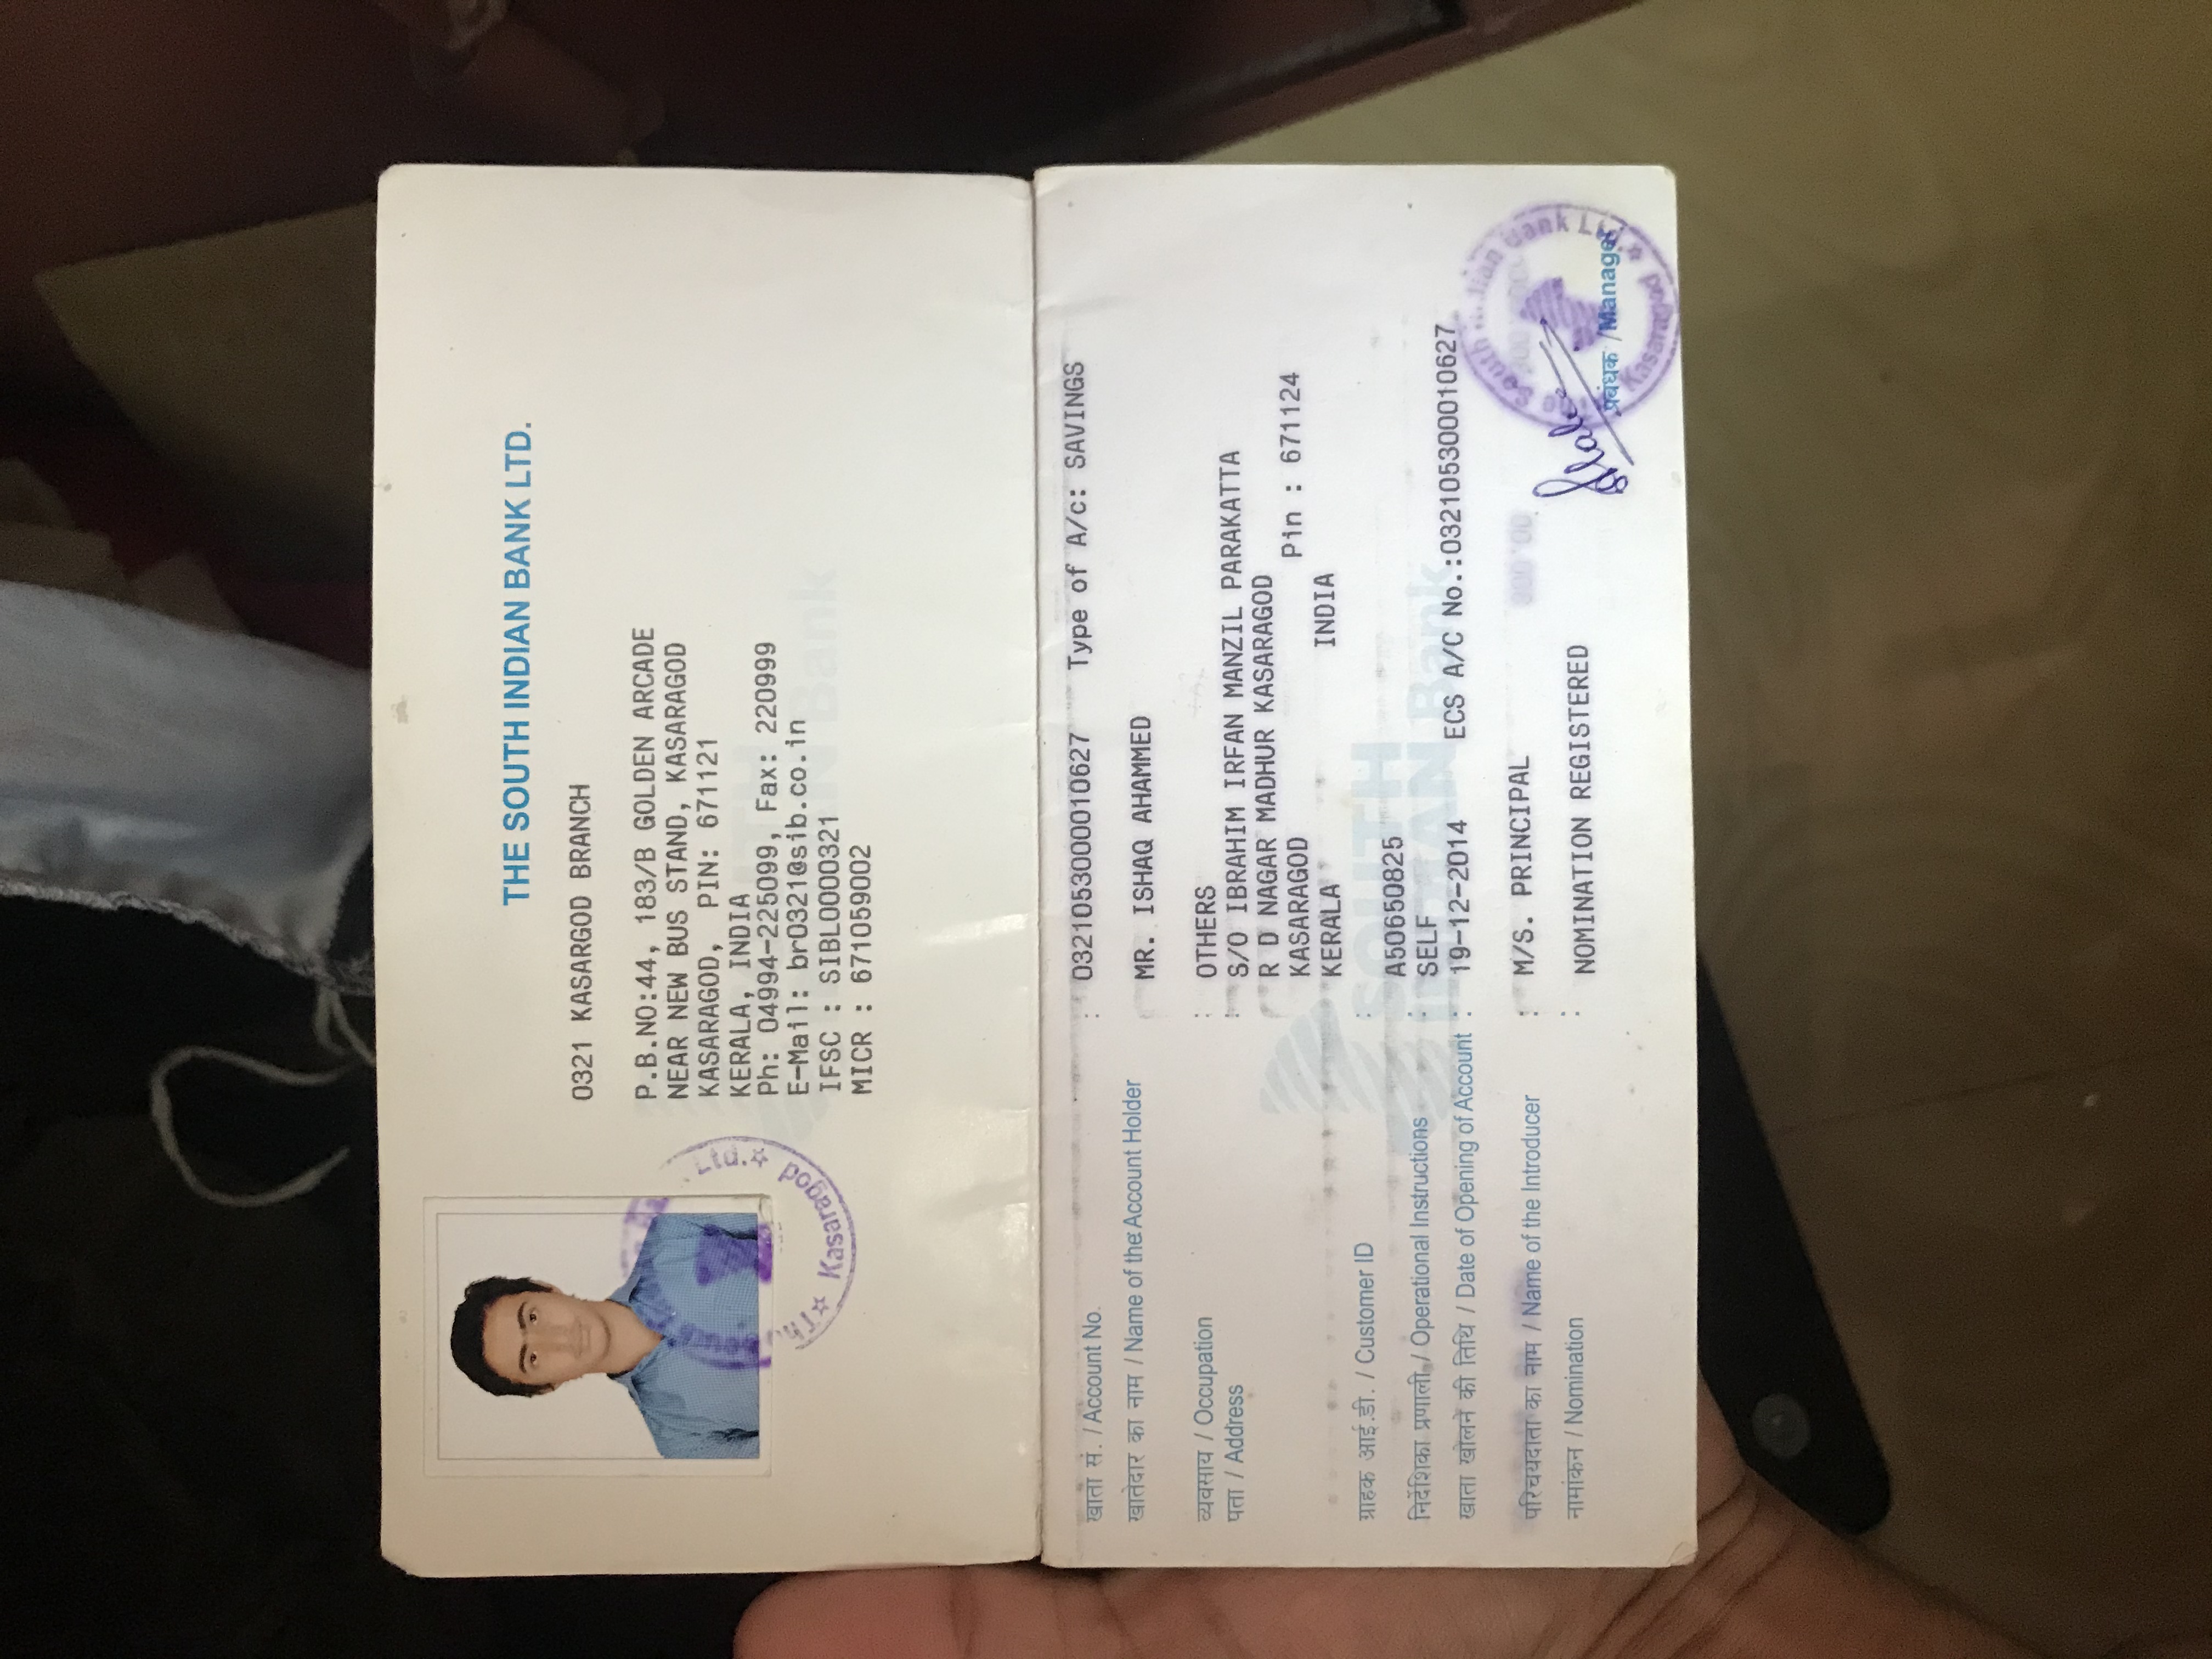 THE SOUTH INDIAN BANK LTD.
0321 KASARGOD BRANCH
P.B.NO:44, 183/B GOLDEN ARCADE
NEAR NEW BUS STAND, KASARAGOD
KASARAGOD, PIN: 671121
KERALA, INDIA
Ph: 04994-225099, Fax: 220999
E-Mail: br0321@sib.co.in
IFSC : SIBL0000321
MICR : 671059002
Ltd. ☆ Kasaragod ☆
Bank
खाता सं. / Account No. : 0321053000010627 Type of A/c: SAVINGS
खातेदार का नाम / Name of the Account Holder : MR. ISHAQ AHAMMED
व्यवसाय / Occupation : OTHERS
पता / Address : S/O IBRAHIM IRFAN MANZIL PARAKATTA
R D NAGAR MADHUR KASARAGOD
KASARAGOD Pin : 671124
KERALA INDIA
ग्राहक आई.डी. / Customer ID : A50650825
निर्देशिका प्रणाली / Operational Instructions : SELF
खाता खोलने की तिथि / Date of Opening of Account : 19-12-2014 ECS A/C No.:032105300010627
परिचयदाता का नाम / Name of the Introducer : M/S. PRINCIPAL
नामांकन / Nomination : NOMINATION REGISTERED
प्रबंधक / Manager
SOUTH
INDIAN Bank
South Indian Bank Ltd. ☆ Kasaragod